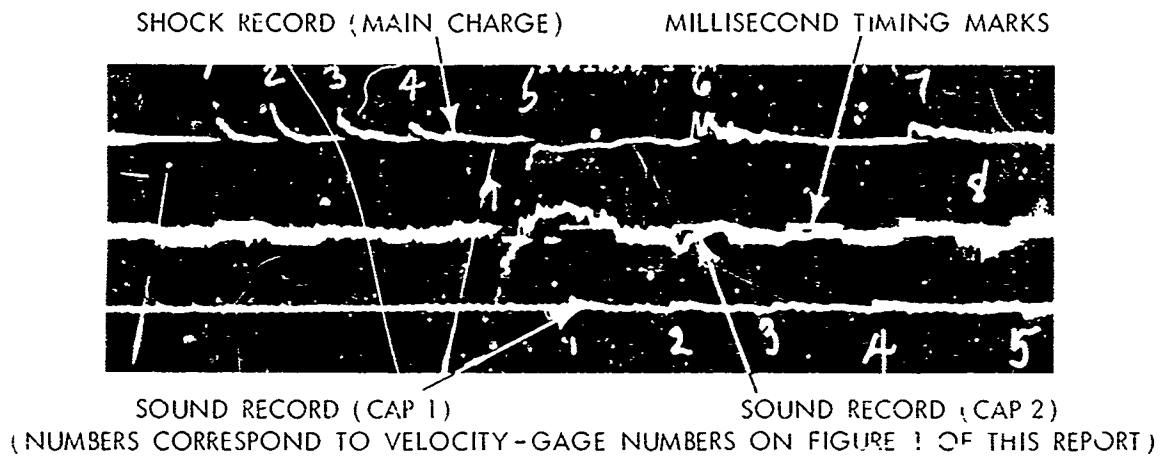 SHOCK RECORD (MAIN CHARGE) MILLISECOND TIMING MARKS
1 2 3 4 5 6 7
8
1 2 3 4 5
SOUND RECORD (CAP 1) SOUND RECORD (CAP 2)
(NUMBERS CORRESPOND TO VELOCITY-GAGE NUMBERS ON FIGURE 1 OF THIS REPORT)